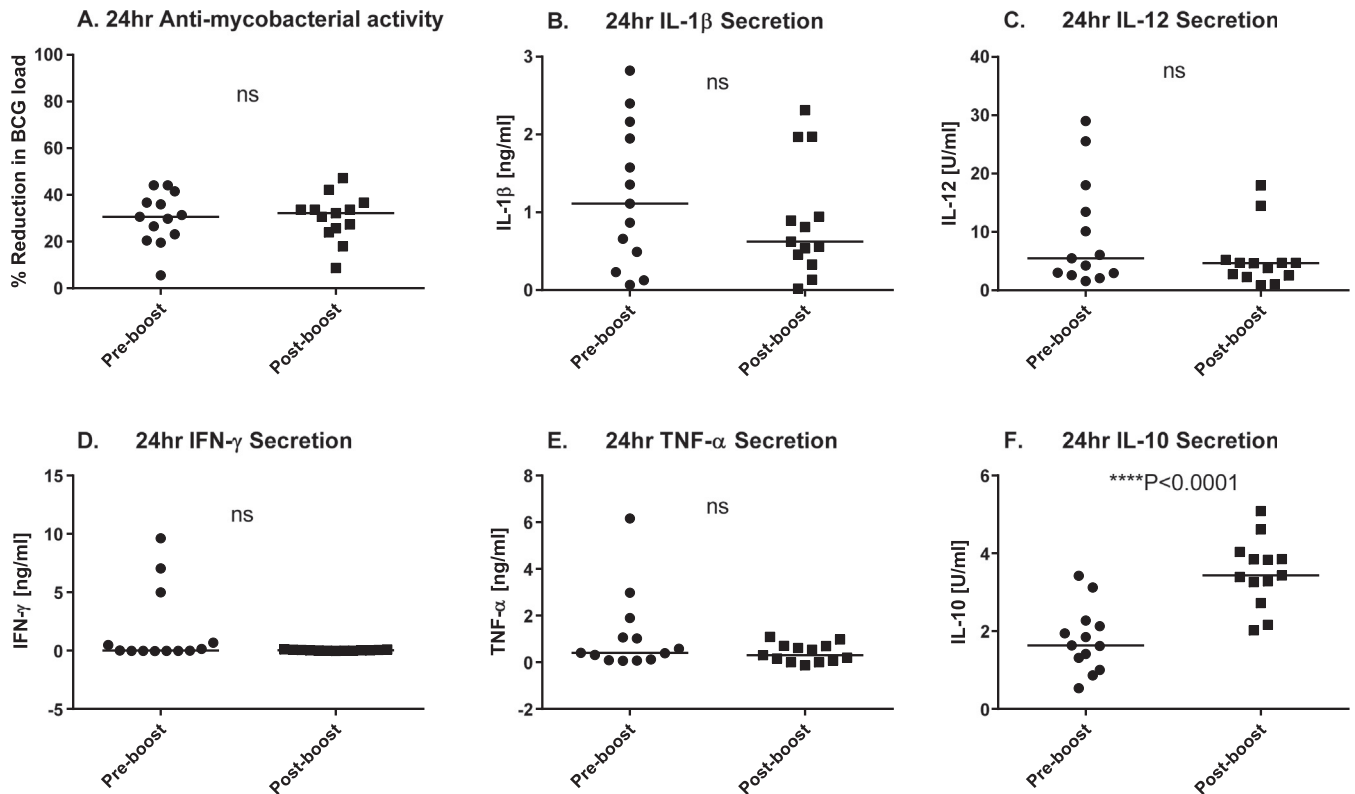 A. 24hr Anti-mycobacterial activity
% Reduction in BCG load
100
80
60
40
20
0
ns
Pre-boost
Post-boost
B. 24hr IL-1β Secretion
IL-1β [ng/ml]
3
2
1
0
ns
Pre-boost
Post-boost
C. 24hr IL-12 Secretion
IL-12 [U/ml]
40
30
20
10
0
ns
Pre-boost
Post-boost
D. 24hr IFN-γ Secretion
IFN-γ [ng/ml]
15
10
5
0
-5
ns
Pre-boost
Post-boost
E. 24hr TNF-α Secretion
TNF-α [ng/ml]
8
6
4
2
0
-2
ns
Pre-boost
Post-boost
F. 24hr IL-10 Secretion
IL-10 [U/ml]
6
4
2
0
****P<0.0001
Pre-boost
Post-boost